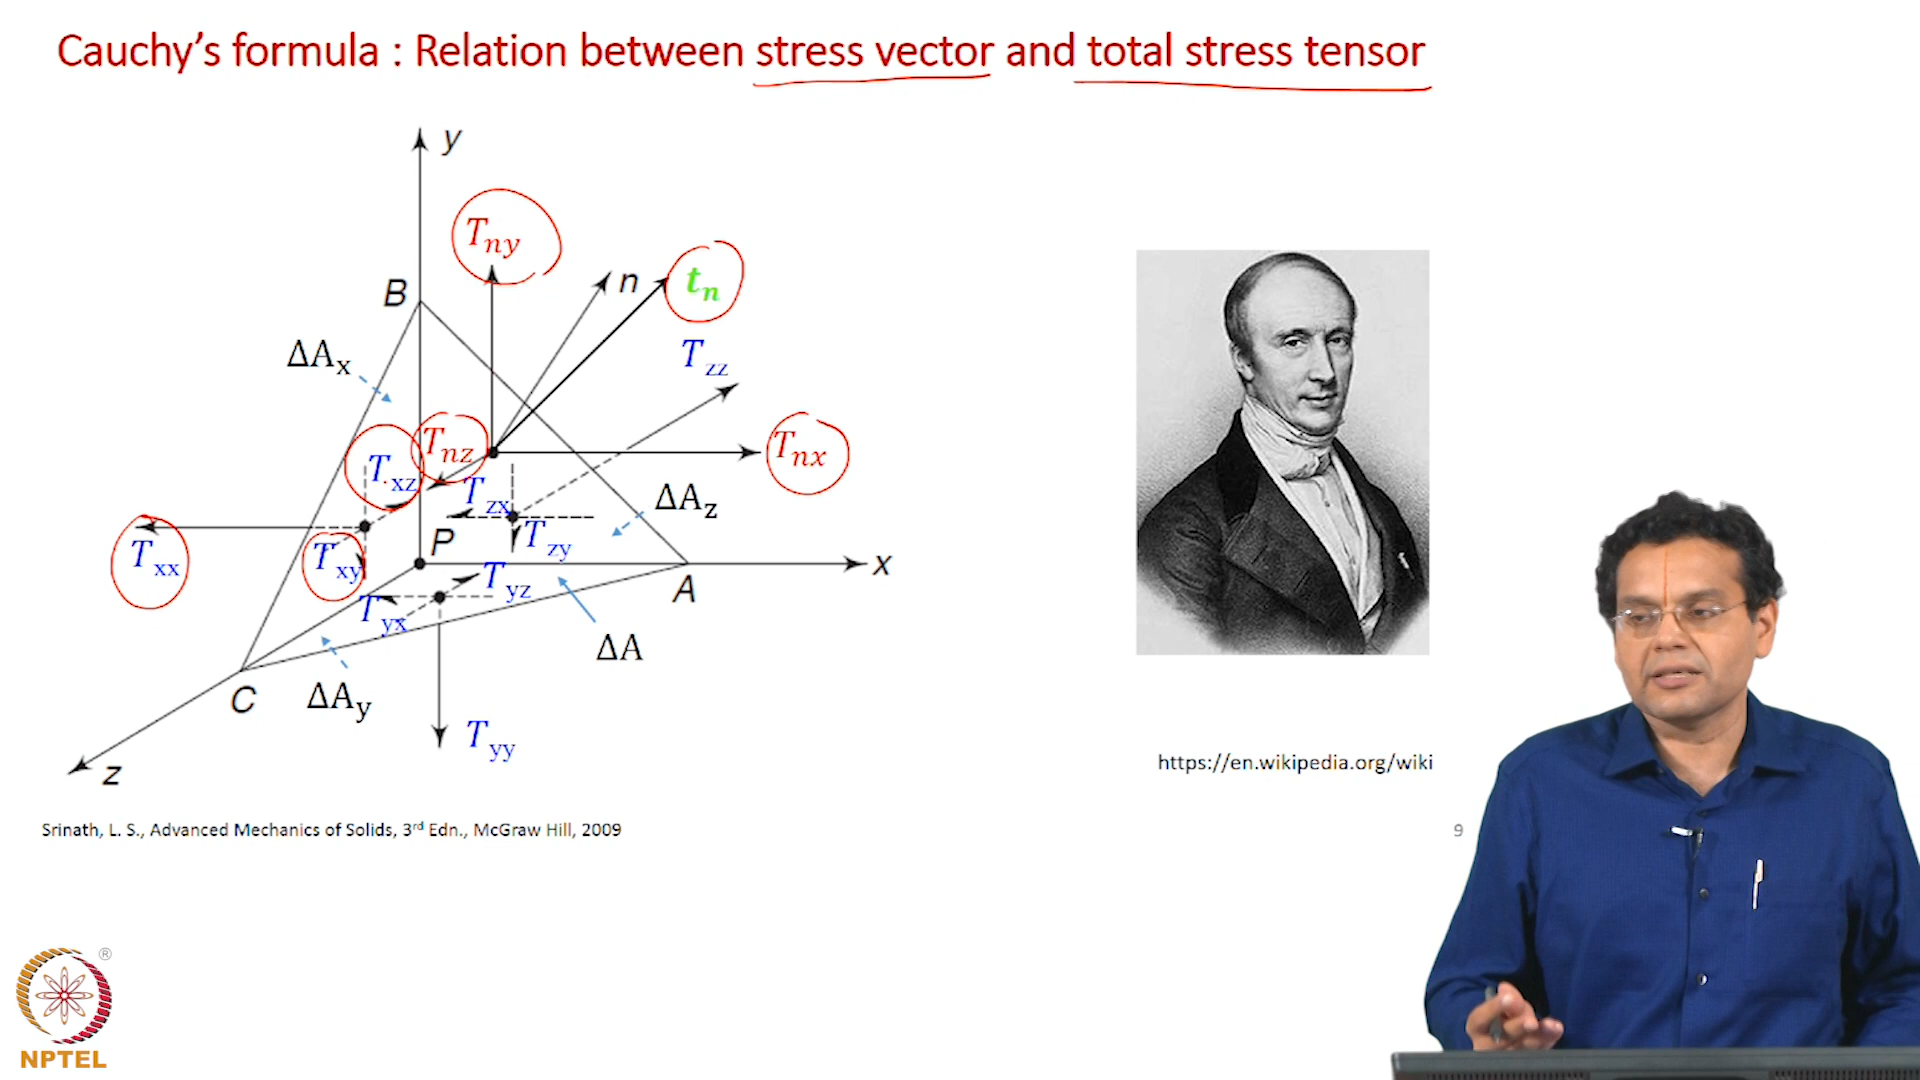 Cauchy’s formula : Relation between stress vector and total stress tensor
y
T_ny
B
n
t_n
ΔA_x
T_zz
T_nz
T_nx
T_xz
T_zx
ΔA_z
T_xx
T_xy
P
T_zy
x
T_yz
A
T_yx
ΔA
C
ΔA_y
T_yy
z
https://en.wikipedia.org/wiki
Srinath, L. S., Advanced Mechanics of Solids, 3rd Edn., McGraw Hill, 2009
9
®
NPTEL